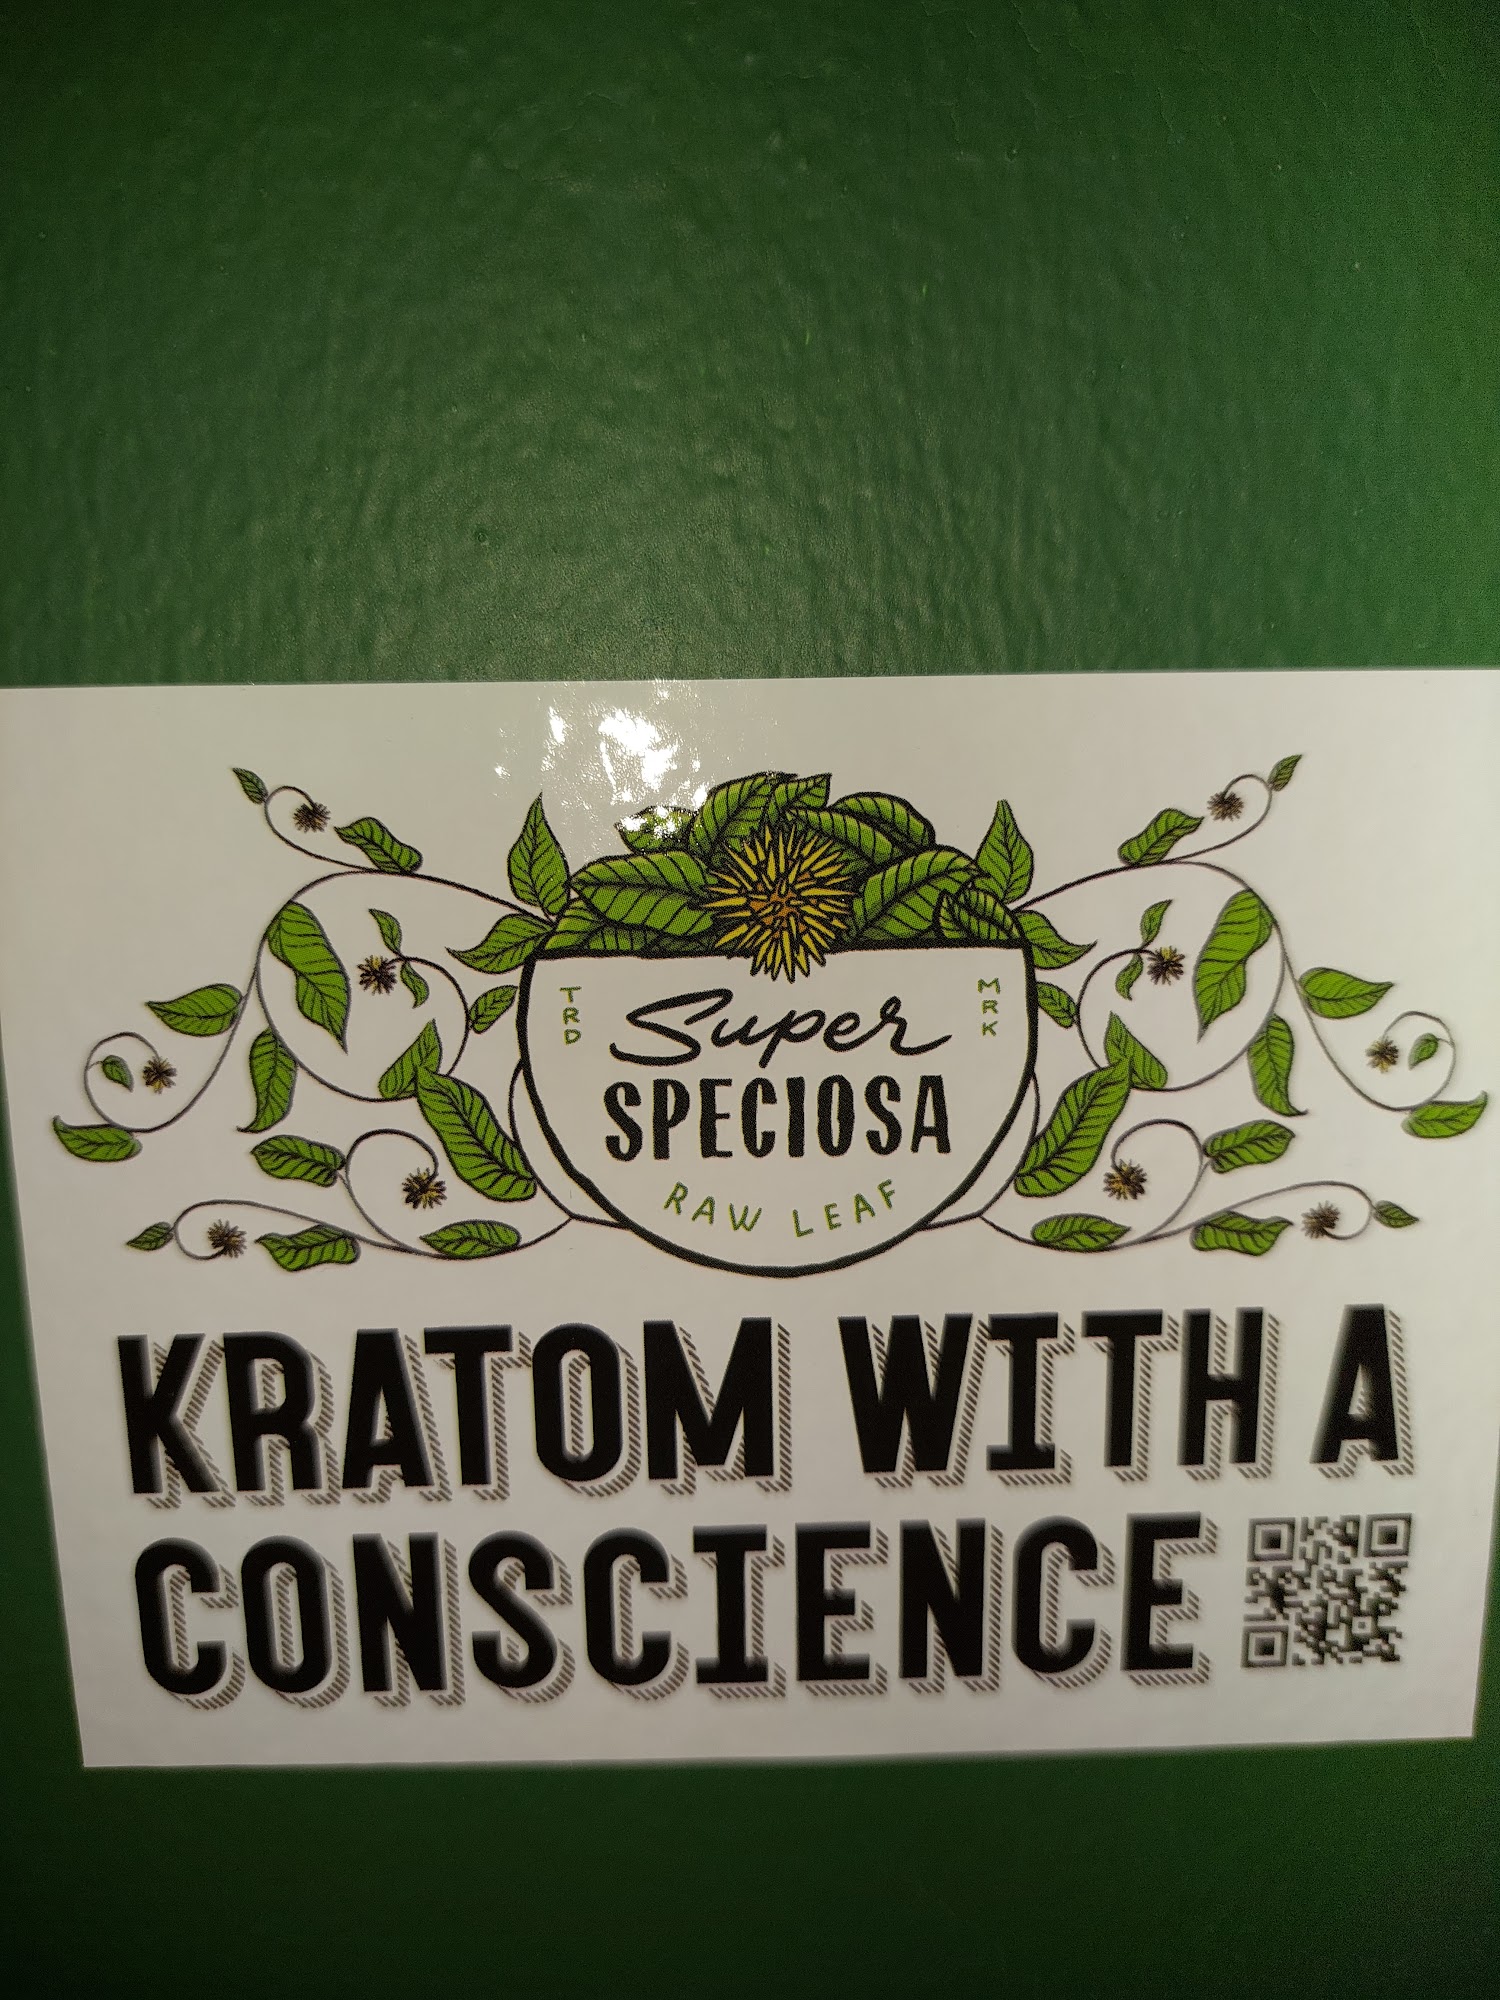 TRD
MRK
Super
SPECIOSA
RAW LEAF
KRATOM WITH A
CONSCIENCE